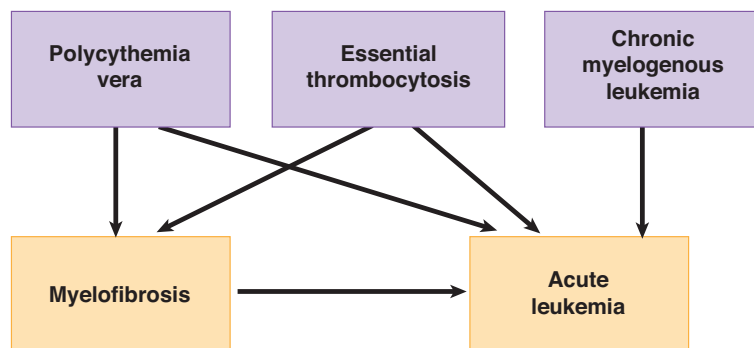 Polycythemia
vera
Essential
thrombocytosis
Chronic
myelogenous
leukemia
Myelofibrosis
Acute
leukemia